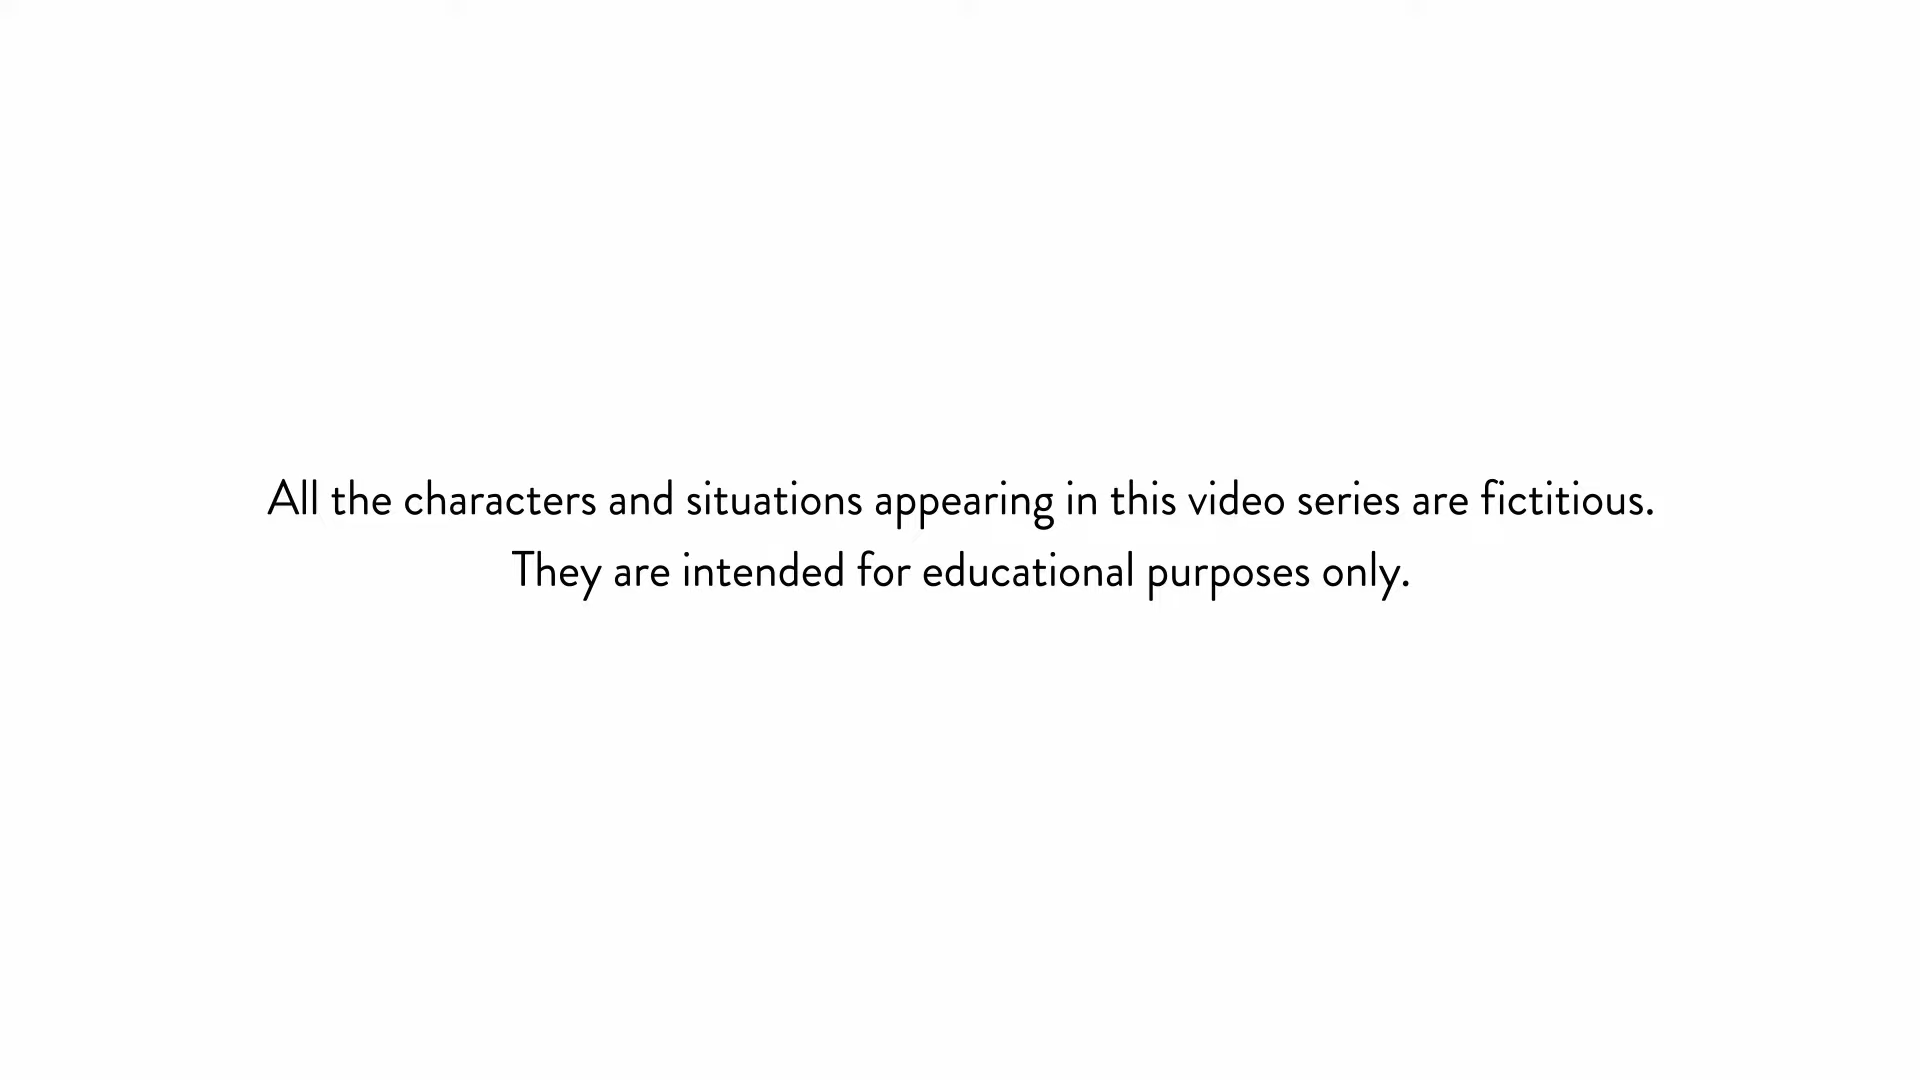 All the characters and situations appearing in this video series are fictitious.
They are intended for educational purposes only.